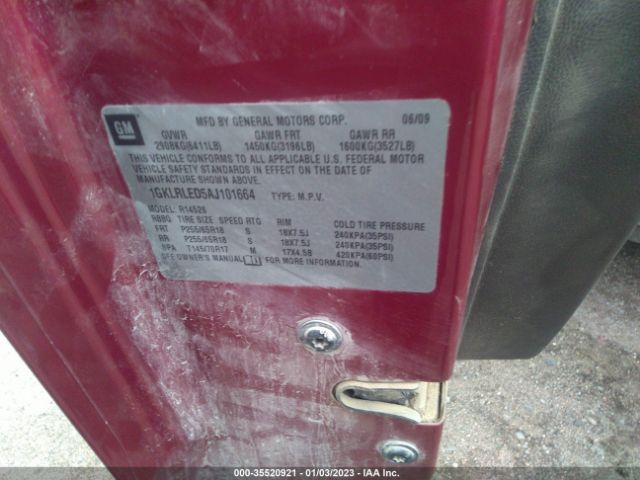 GM
MFD BY GENERAL MOTORS CORP. 06/09
GVWR GAWR FRT GAWR RR
2908KG(6411LB) 1450KG(3196LB) 1600KG(3527LB)
THIS VEHICLE CONFORMS TO ALL APPLICABLE U.S. FEDERAL MOTOR
VEHICLE SAFETY STANDARDS IN EFFECT ON THE DATE OF
MANUFACTURE SHOWN ABOVE.
1GKLRLED5AJ101664 TYPE: M.P.V.
MODEL: R14526
RBBQ TIRE SIZE SPEED RTG RIM COLD TIRE PRESSURE
FRT P255/65R18 S 18X7.5J 240KPA(35PSI)
RR P255/65R18 S 18X7.5J 240KPA(35PSI)
SPA T145/70R17 M 17X4.5B 420KPA(60PSI)
SEE OWNER'S MANUAL FOR MORE INFORMATION.
000-35520921 - 01/03/2023 - IAA Inc.